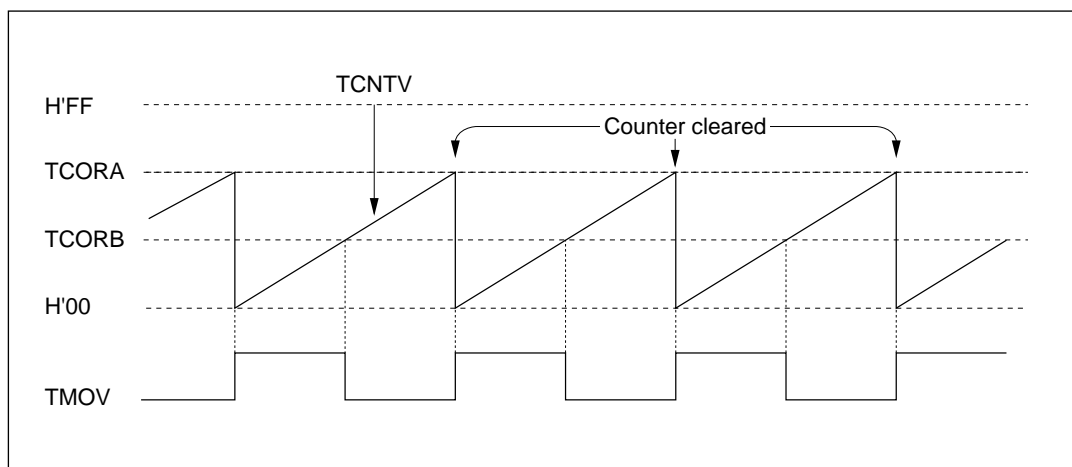 TCNTV
H'FF
Counter cleared
TCORA
TCORB
H'00
TMOV